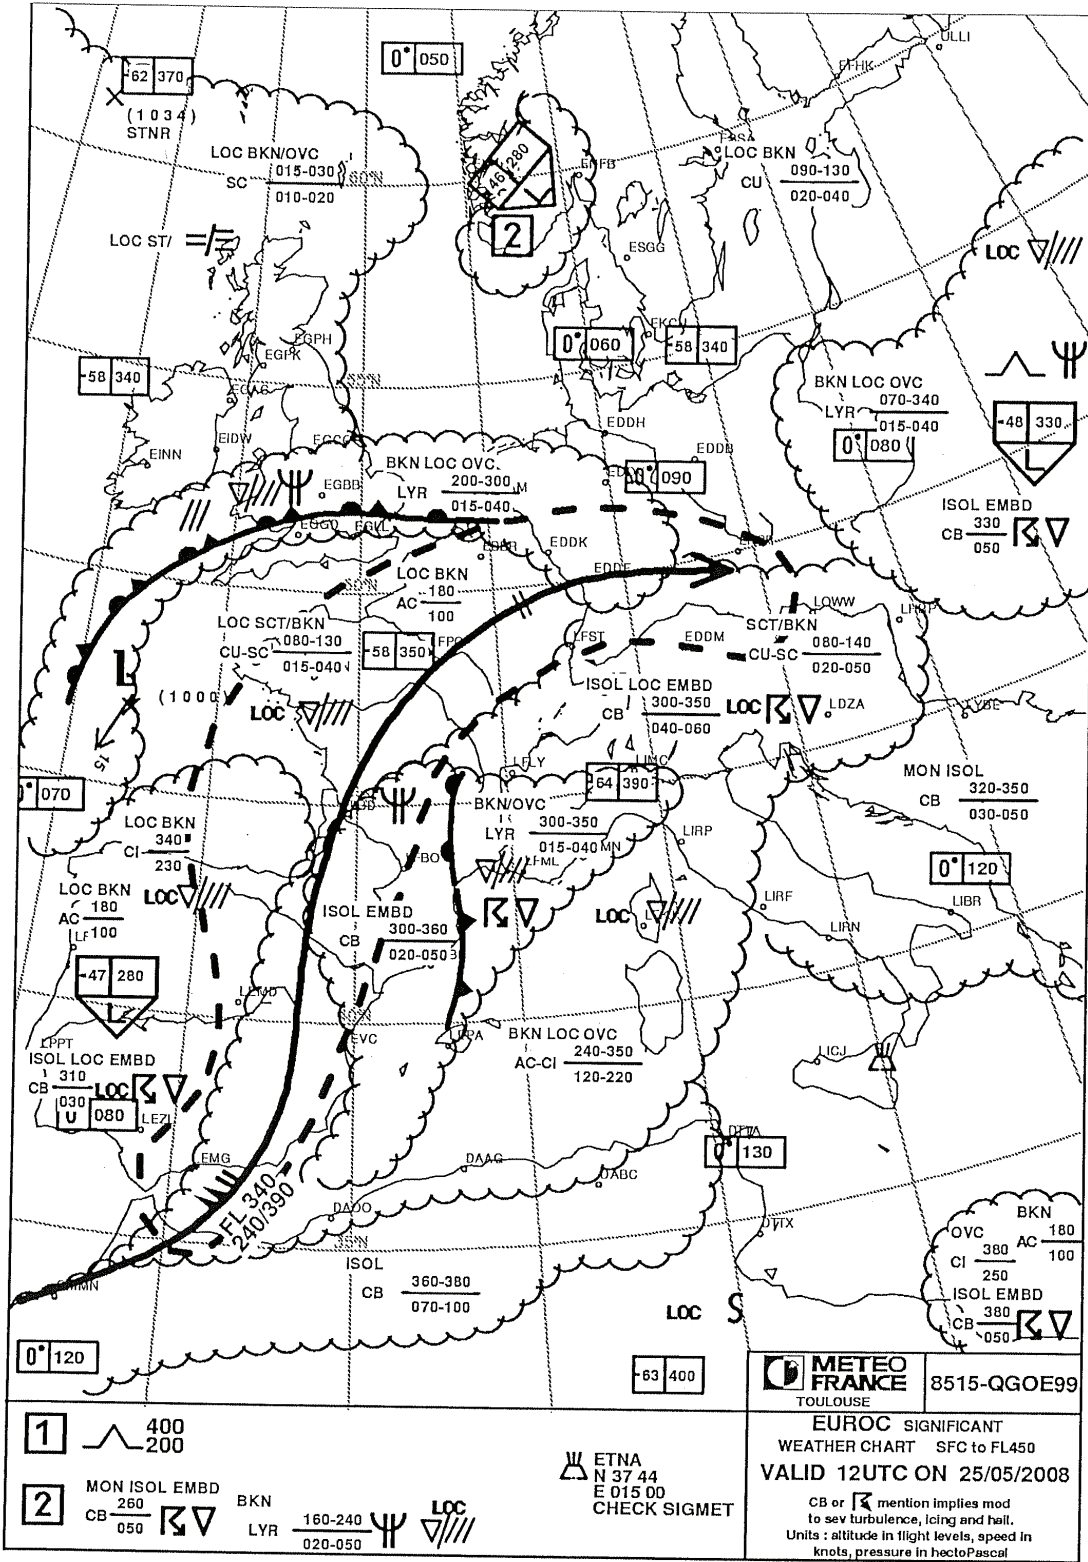 ULLI
EFHK
-62 370
0° 050
(1034)
STNR
LOC BKN/OVC
SC 015-030
010-020
60°N
-46 280
2
ENFB
LOC BKN
CU 090-130
020-040
LOC ST/
ESGG
LOC
EGPH
EGPK
0° 060
-58 340
-58 340
BKN LOC OVC
LYR 070-340
015-040
0° 080
-48 330
L
EIDW
EINN
EDDH
EDDB
0° 090
BKN LOC OVC
LYR 200-300
015-040
EGBB
ISOL EMBD
CB 330
050
EGLL
EDDK
EDDF
LOC BKN
AC 180
100
LOC SCT/BKN
CU-SC 080-130
015-040
-58 350
LFST
EDDM
LOWW
SCT/BKN
CU-SC 080-140
020-050
L
(1000)
15
LOC
ISOL LOC EMBD
CB 300-350
040-060
LOC
LDZA
LYBE
0° 070
LFLY
LIMC
64 390
MON ISOL
CB 320-350
030-050
LOC BKN
CI 340
230
BKN/OVC
LYR 300-350
015-040
LIRP
LFML
LOC BKN
AC 180
100
LOC
LOC
0° 120
LIRF
LIBR
LIRN
ISOL EMBD
CB 300-360
020-050
-47 280
L
LEMD
LPPT
ISOL LOC EMBD
CB 310
030
LOC
080
BKN LOC OVC
AC-CI 240-350
120-220
LICJ
DTTA
130
DAAG
DABC
FL 340
240/390
DAOO
35°N
DTTX
ISOL
CB 360-380
070-100
BKN
AC 180
100
OVC
CI 380
250
ISOL EMBD
CB 380
050
LOC S
0° 120
-63 400
METEO
FRANCE
TOULOUSE
8515-QGOE99
EUROC SIGNIFICANT
WEATHER CHART SFC to FL450
VALID 12UTC ON 25/05/2008
CB or mention implies mod
to sev turbulence, icing and hail.
Units : altitude in flight levels, speed in
knots, pressure in hectoPascal
1 400
200
2 MON ISOL EMBD
CB 260
050
BKN
LYR 160-240
020-050
LOC
ETNA
N 37 44
E 015 00
CHECK SIGMET